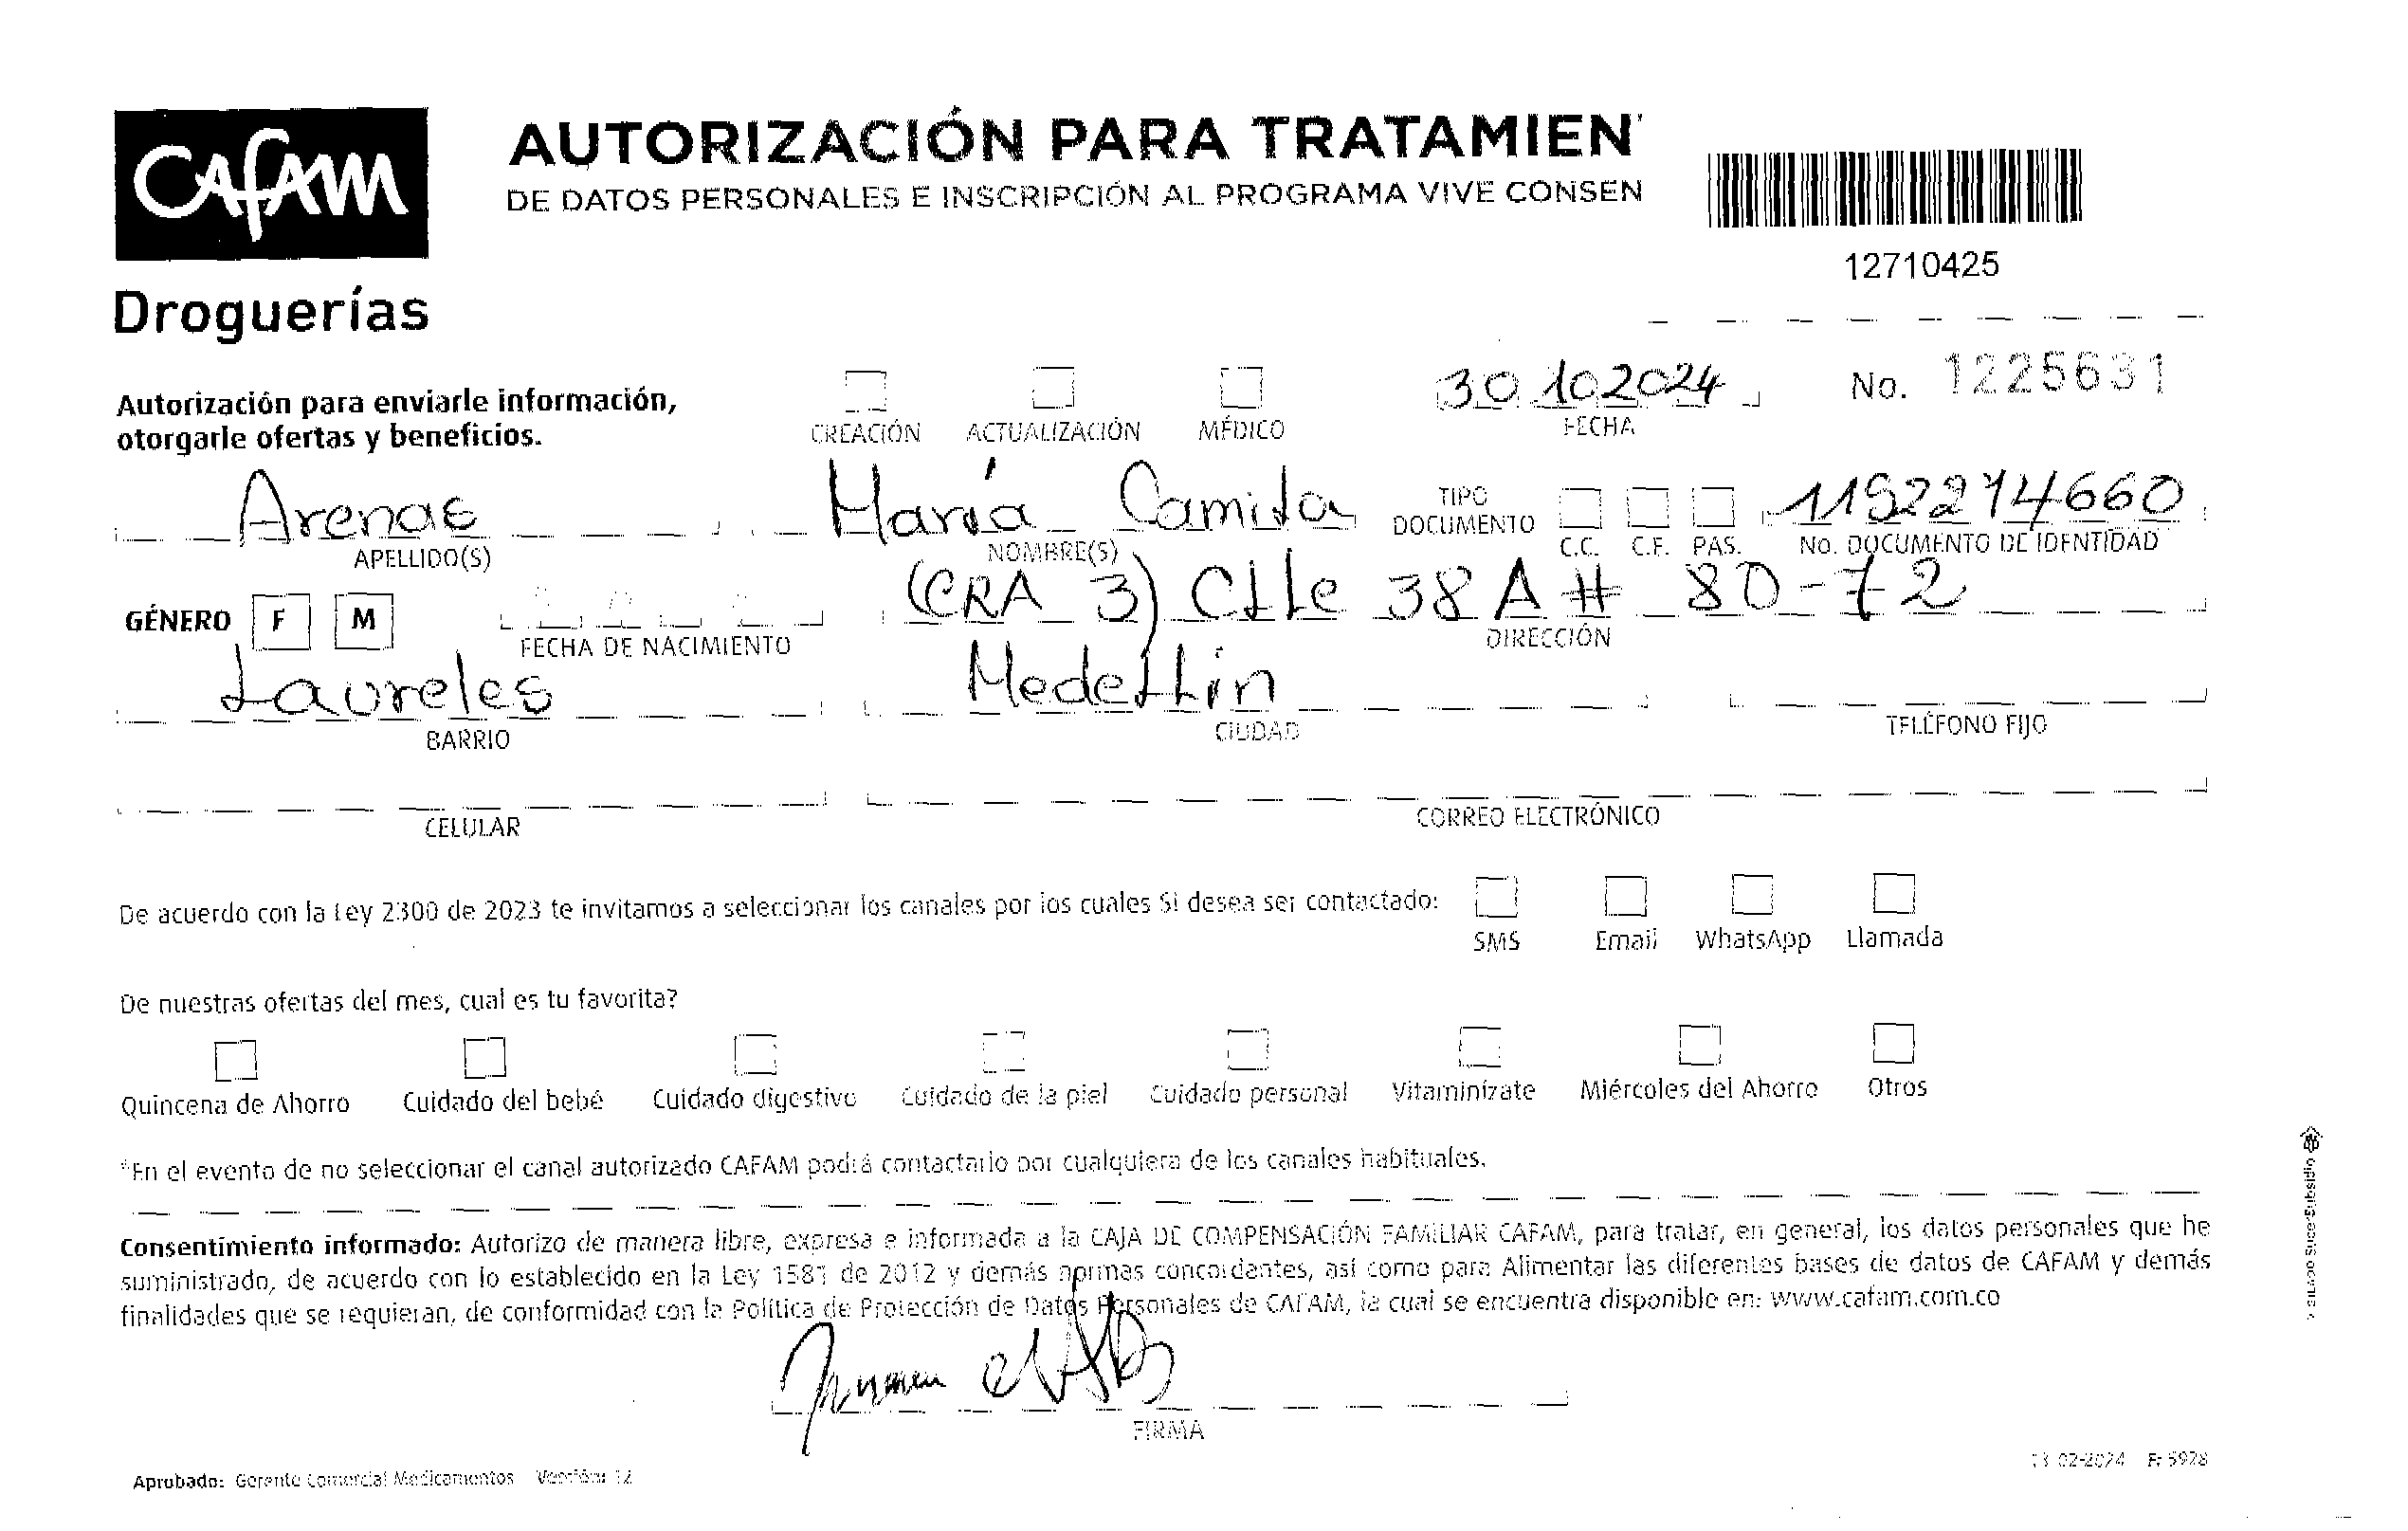 CAFAM
Droguerías
AUTORIZACIÓN PARA TRATAMIEN
DE DATOS PERSONALES E INSCRIPCIÓN AL PROGRAMA VIVE CONSEN
12710425
Autorización para enviarle información,
otorgarle ofertas y beneficios.
CREACIÓN ACTUALIZACIÓN MÉDICO
30 10 2024
FECHA
No. 1225631
Arenas
APELLIDO(S)
María Camila
NOMBRE(S)
TIPO
DOCUMENTO
C.C. C.E. PAS.
1192214660
No. DOCUMENTO DE IDENTIDAD
GÉNERO F M
FECHA DE NACIMIENTO
(CRA 3) Clle 38 A # 80-72
DIRECCIÓN
Laureles
BARRIO
Medellin
CIUDAD
TELÉFONO FIJO
CELULAR
CORREO ELECTRÓNICO
De acuerdo con la Ley 2300 de 2023 te invitamos a seleccionar los canales por los cuales SI desea ser contactado:
SMS Email WhatsApp Llamada
De nuestras ofertas del mes, cual es tu favorita?
Quincena de Ahorro Cuidado del bebé Cuidado digestivo Cuidado de la piel Cuidado personal Vitaminízate Miércoles del Ahorro Otros
*En el evento de no seleccionar el canal autorizado CAFAM podrá contactarlo por cualquiera de los canales habituales.
Consentimiento informado: Autorizo de manera libre, expresa e informada a la CAJA DE COMPENSACIÓN FAMILIAR CAFAM, para tratar, en general, los datos personales que he
suministrado, de acuerdo con lo establecido en la Ley 1581 de 2012 y demás normas concordantes, así como para Alimentar las diferentes bases de datos de CAFAM y demás
finalidades que se requieran, de conformidad con la Política de Protección de Datos Personales de CAFAM, la cual se encuentra disponible en: www.cafam.com.co
FIRMA
Aprobado: Gerente Comercial Medicamentos Versión: 12
13-02-2024 F: 5928
SuperSubsidio